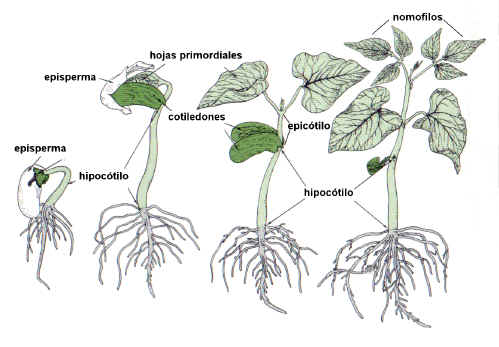 nomofilos
hojas primordiales
episperma
cotiledones
epicótilo
episperma
hipocótilo
hipocótilo